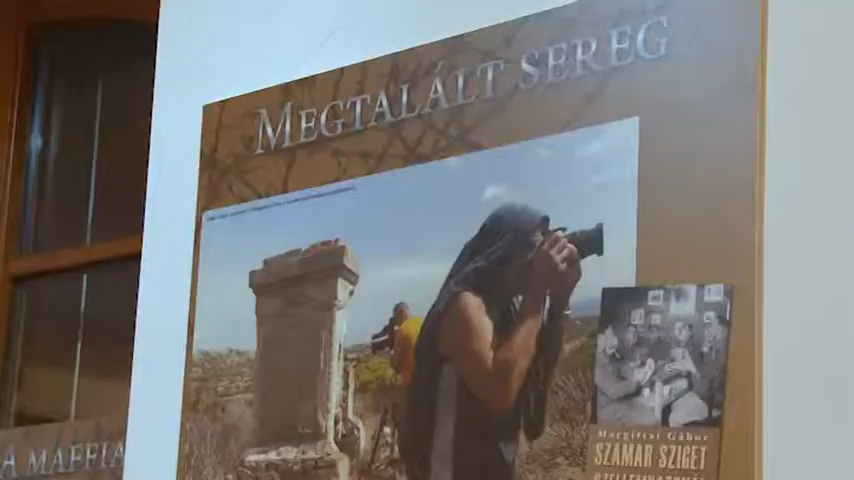 MEGTALÁLT SEREG
A MAFFIA
Margittai Gábor
SZAMÁR-SZIGET